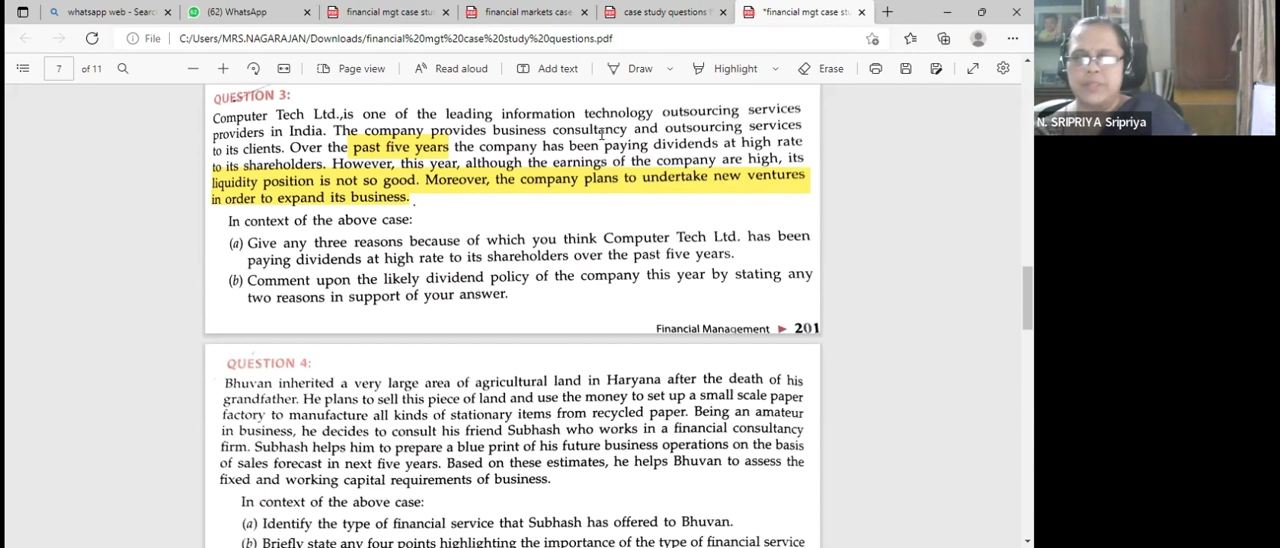 whatsapp web - Searc
(62) WhatsApp
financial mgt case stu
financial markets case
case study questions f
*financial mgt case stu
File
C:/Users/MRS.NAGARAJAN/Downloads/financial%20mgt%20case%20study%20questions.pdf
7 of 11
Page view
Read aloud
Add text
Draw
Highlight
Erase
N. SRIPRIYA Sripriya
QUESTION 3:
Computer Tech Ltd.,is one of the leading information technology outsourcing services
providers in India. The company provides business consultancy and outsourcing services
to its clients. Over the past five years the company has been paying dividends at high rate
to its shareholders. However, this year, although the earnings of the company are high, its
liquidity position is not so good. Moreover, the company plans to undertake new ventures
in order to expand its business.
In context of the above case:
(a) Give any three reasons because of which you think Computer Tech Ltd. has been
paying dividends at high rate to its shareholders over the past five years.
(b) Comment upon the likely dividend policy of the company this year by stating any
two reasons in support of your answer.
Financial Management ▶ 201
QUESTION 4:
Bhuvan inherited a very large area of agricultural land in Haryana after the death of his
grandfather. He plans to sell this piece of land and use the money to set up a small scale paper
factory to manufacture all kinds of stationary items from recycled paper. Being an amateur
in business, he decides to consult his friend Subhash who works in a financial consultancy
firm. Subhash helps him to prepare a blue print of his future business operations on the basis
of sales forecast in next five years. Based on these estimates, he helps Bhuvan to assess the
fixed and working capital requirements of business.
In context of the above case:
(a) Identify the type of financial service that Subhash has offered to Bhuvan.
(b) Briefly state any four points highlighting the importance of the type of financial service